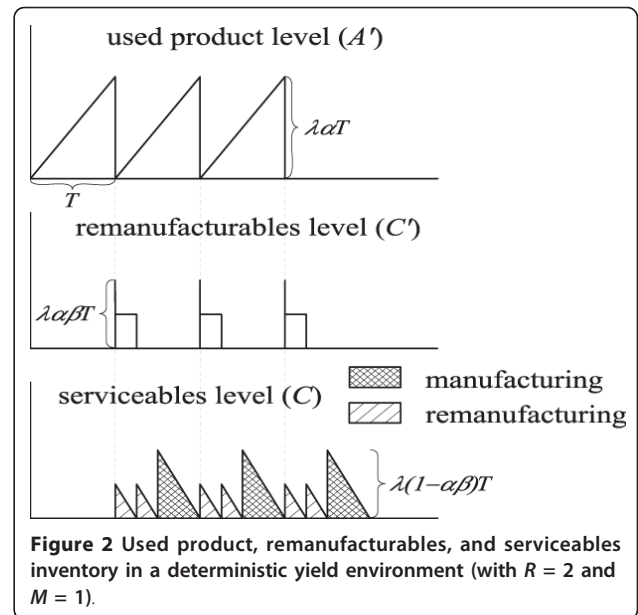 used product level (A')
λαT
T
remanufacturables level (C')
λαβT
serviceables level (C)
manufacturing
remanufacturing
λ(1−αβ)T
Figure 2 Used product, remanufacturables, and serviceables
inventory in a deterministic yield environment (with R = 2 and
M = 1).